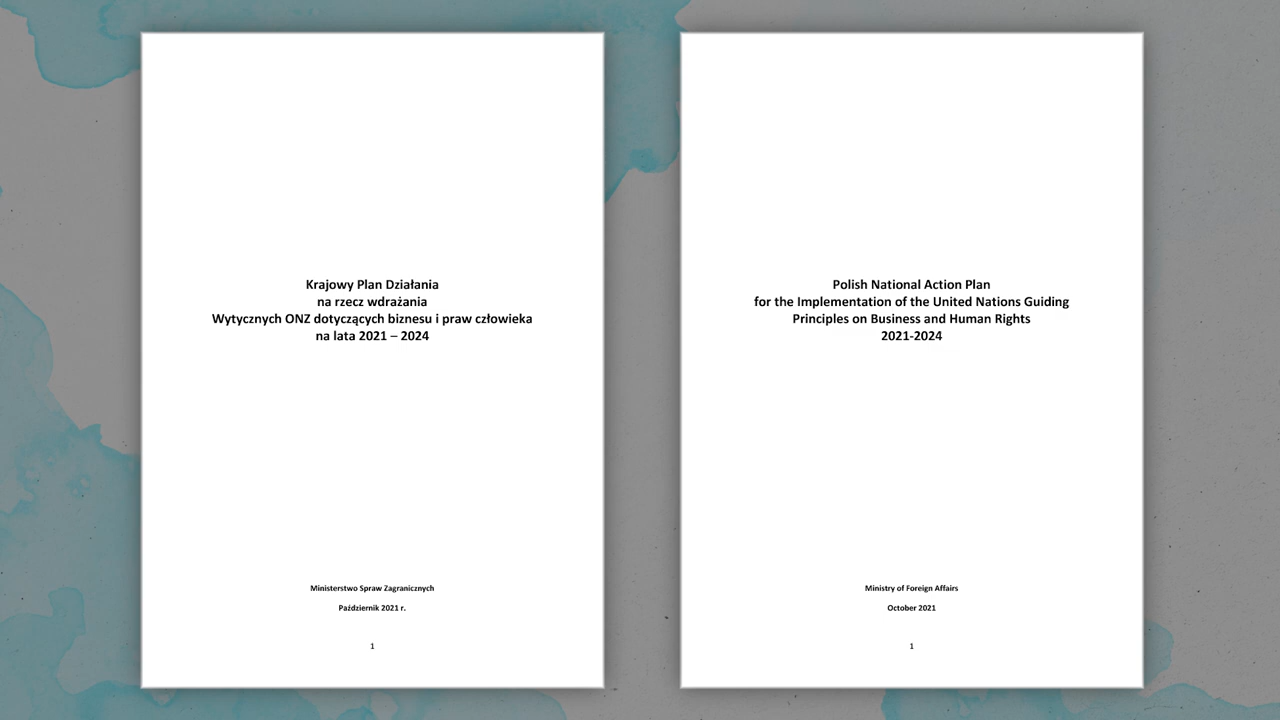 Krajowy Plan Działania
na rzecz wdrażania
Wytycznych ONZ dotyczących biznesu i praw człowieka
na lata 2021 – 2024
Ministerstwo Spraw Zagranicznych
Październik 2021 r.
1
Polish National Action Plan
for the Implementation of the United Nations Guiding
Principles on Business and Human Rights
2021-2024
Ministry of Foreign Affairs
October 2021
1